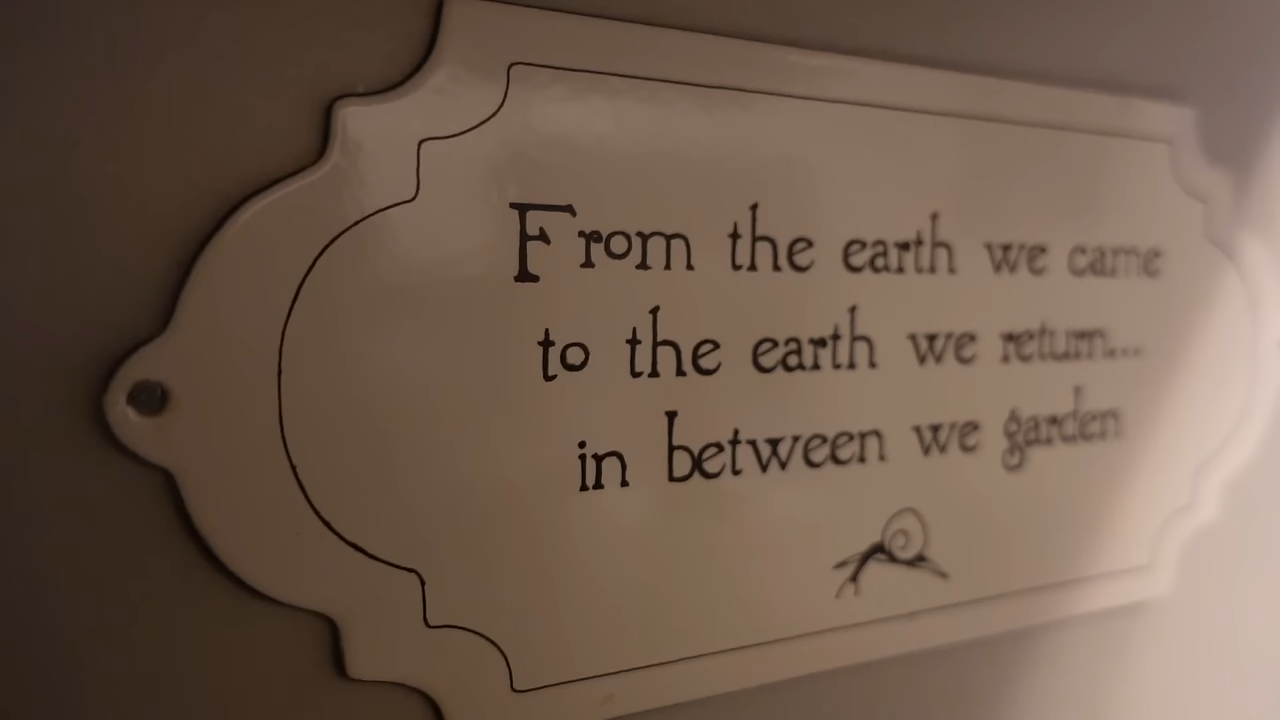 From the earth we came
to the earth we return...
in between we garden